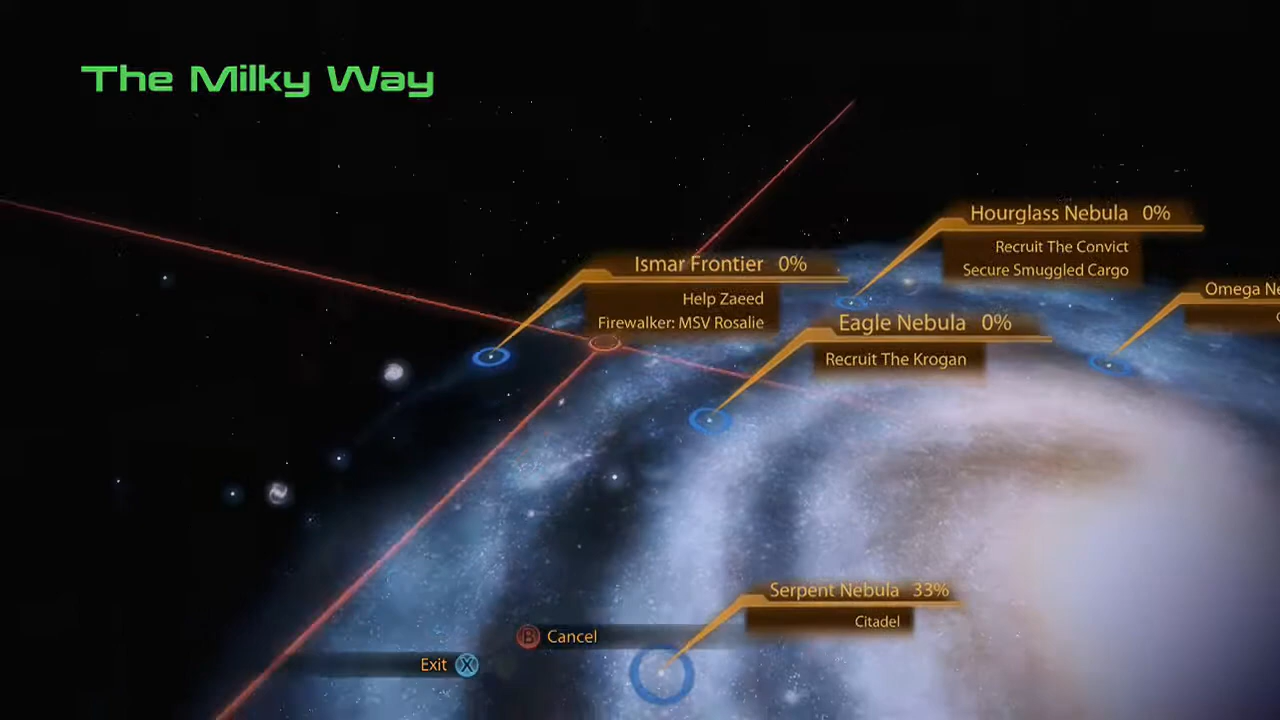 The Milky Way
Hourglass Nebula 0%
Recruit The Convict
Secure Smuggled Cargo
Ismar Frontier 0%
Help Zaeed
Firewalker: MSV Rosalie
Omega
Eagle Nebula 0%
Recruit The Krogan
Serpent Nebula 33%
Citadel
B Cancel
Exit X